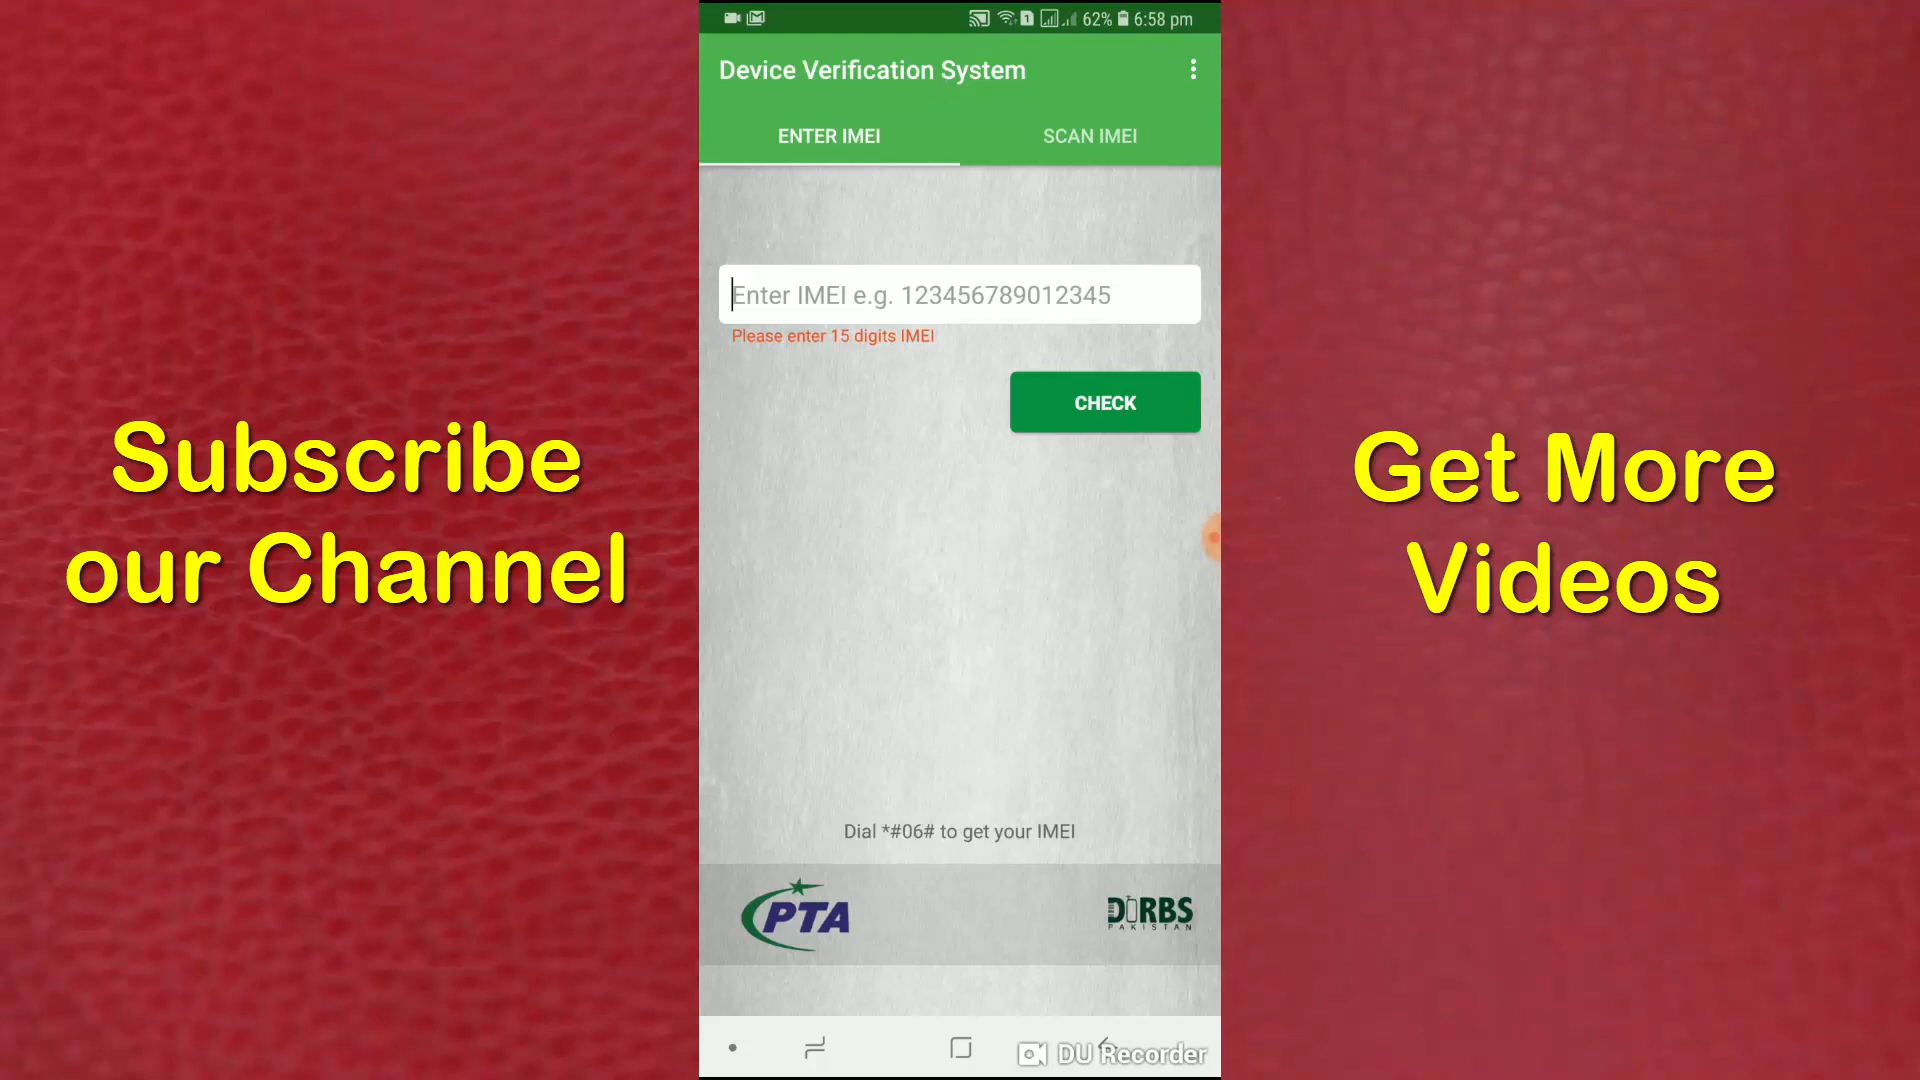 62% 6:58 pm
Device Verification System
ENTER IMEI
SCAN IMEI
Enter IMEI e.g. 123456789012345
Please enter 15 digits IMEI
CHECK
Subscribe
our Channel
Get More
Videos
Dial *#06# to get your IMEI
PTA
DIRBS
PAKISTAN
DU Recorder